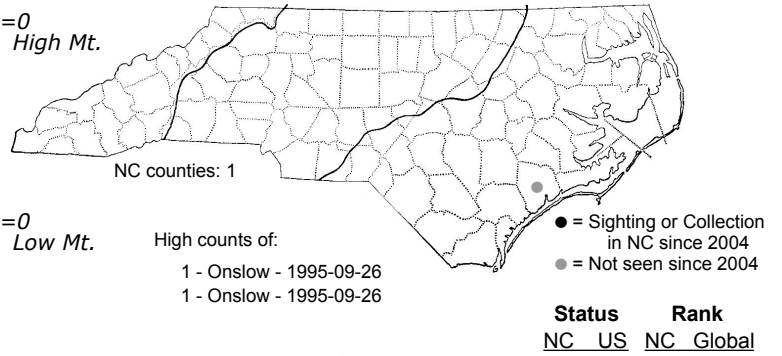 =0
High Mt.
NC counties: 1
=0
Low Mt.
High counts of:
1 - Onslow - 1995-09-26
1 - Onslow - 1995-09-26
● = Sighting or Collection
in NC since 2004
● = Not seen since 2004
Status Rank
NC US NC Global